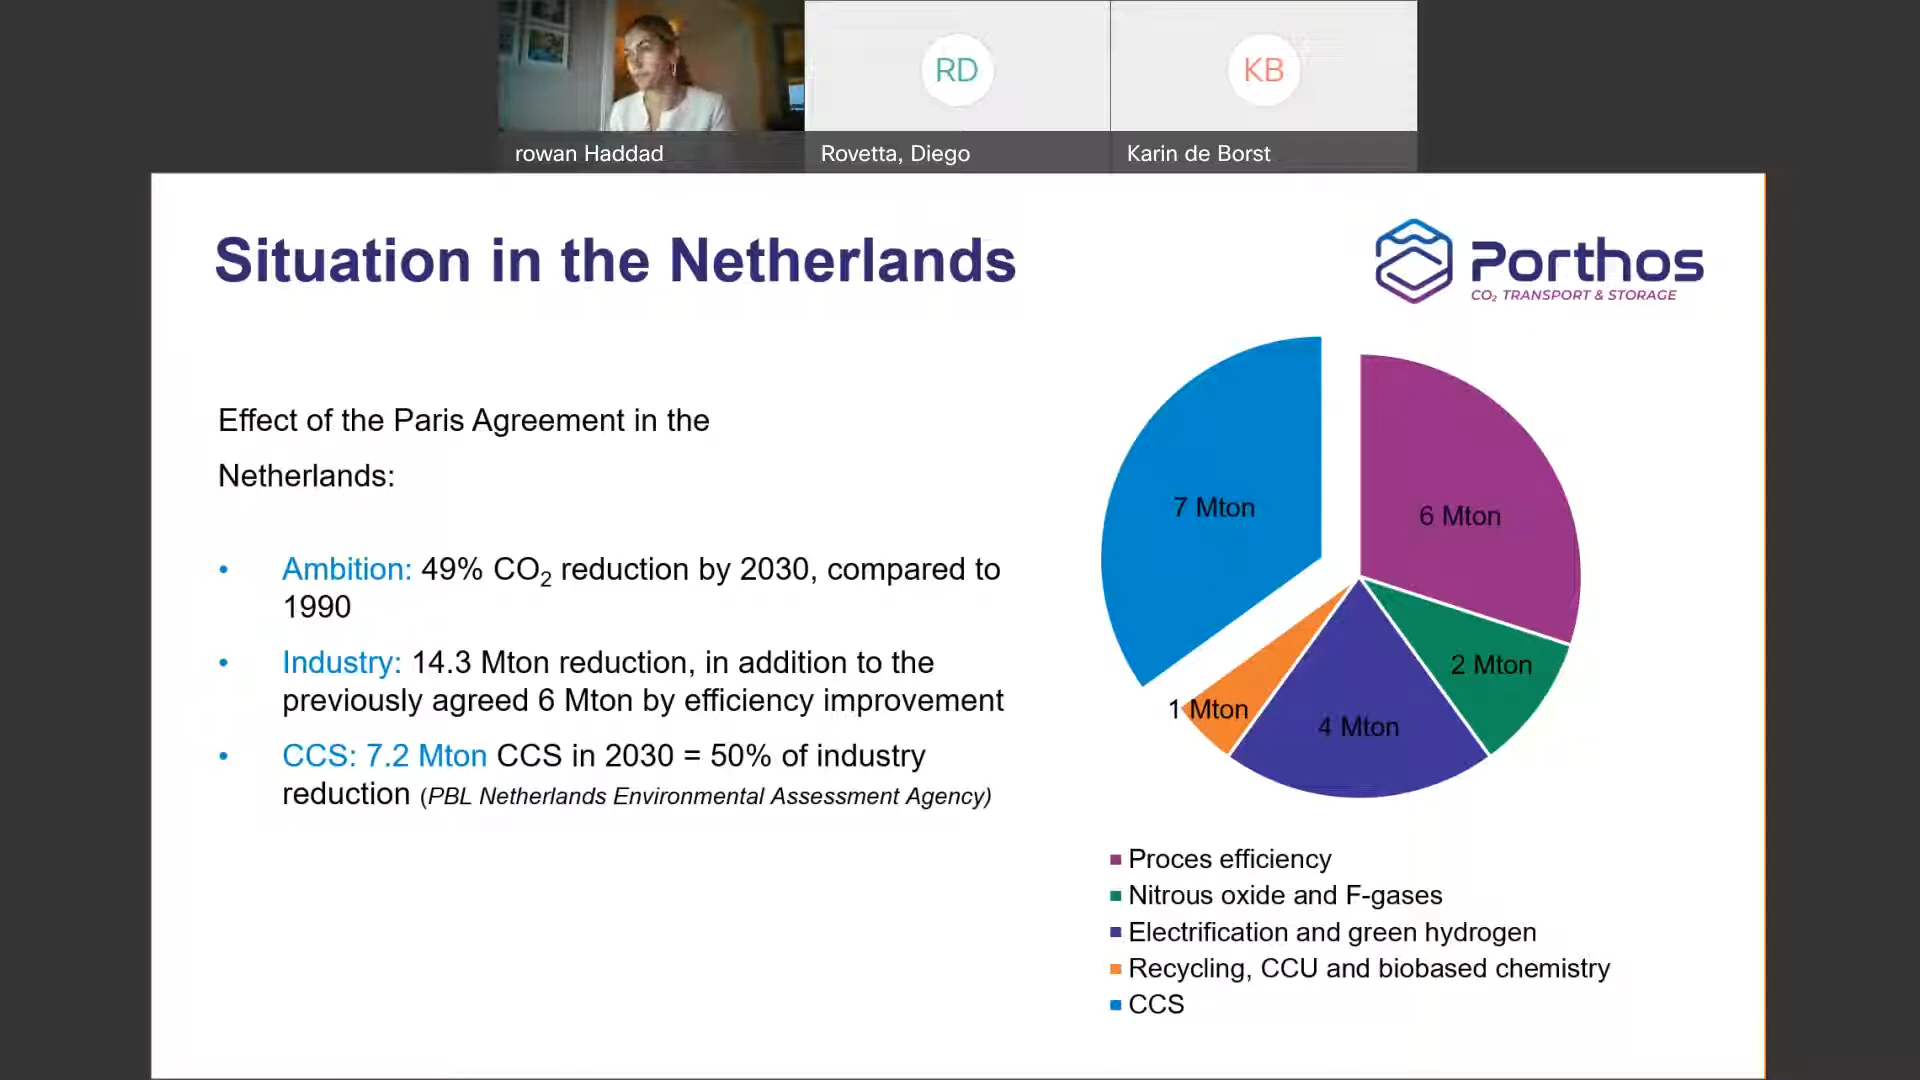 RD
KB
rowan Haddad
Rovetta, Diego
Karin de Borst
Situation in the Netherlands
Porthos
CO₂ TRANSPORT & STORAGE
Effect of the Paris Agreement in the
Netherlands:
• Ambition: 49% CO₂ reduction by 2030, compared to
1990
• Industry: 14.3 Mton reduction, in addition to the
previously agreed 6 Mton by efficiency improvement
• CCS: 7.2 Mton CCS in 2030 = 50% of industry
reduction (PBL Netherlands Environmental Assessment Agency)
7 Mton
6 Mton
2 Mton
1 Mton
4 Mton
Proces efficiency
Nitrous oxide and F-gases
Electrification and green hydrogen
Recycling, CCU and biobased chemistry
CCS